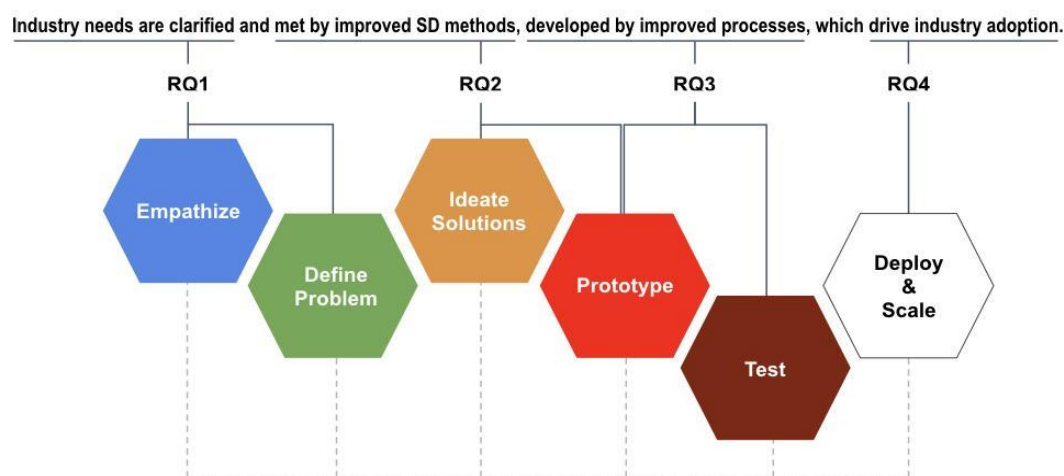 Industry needs are clarified and met by improved SD methods, developed by improved processes, which drive industry adoption.
RQ1
RQ2
RQ3
RQ4
Empathize
Define
Problem
Ideate
Solutions
Prototype
Test
Deploy
&
Scale